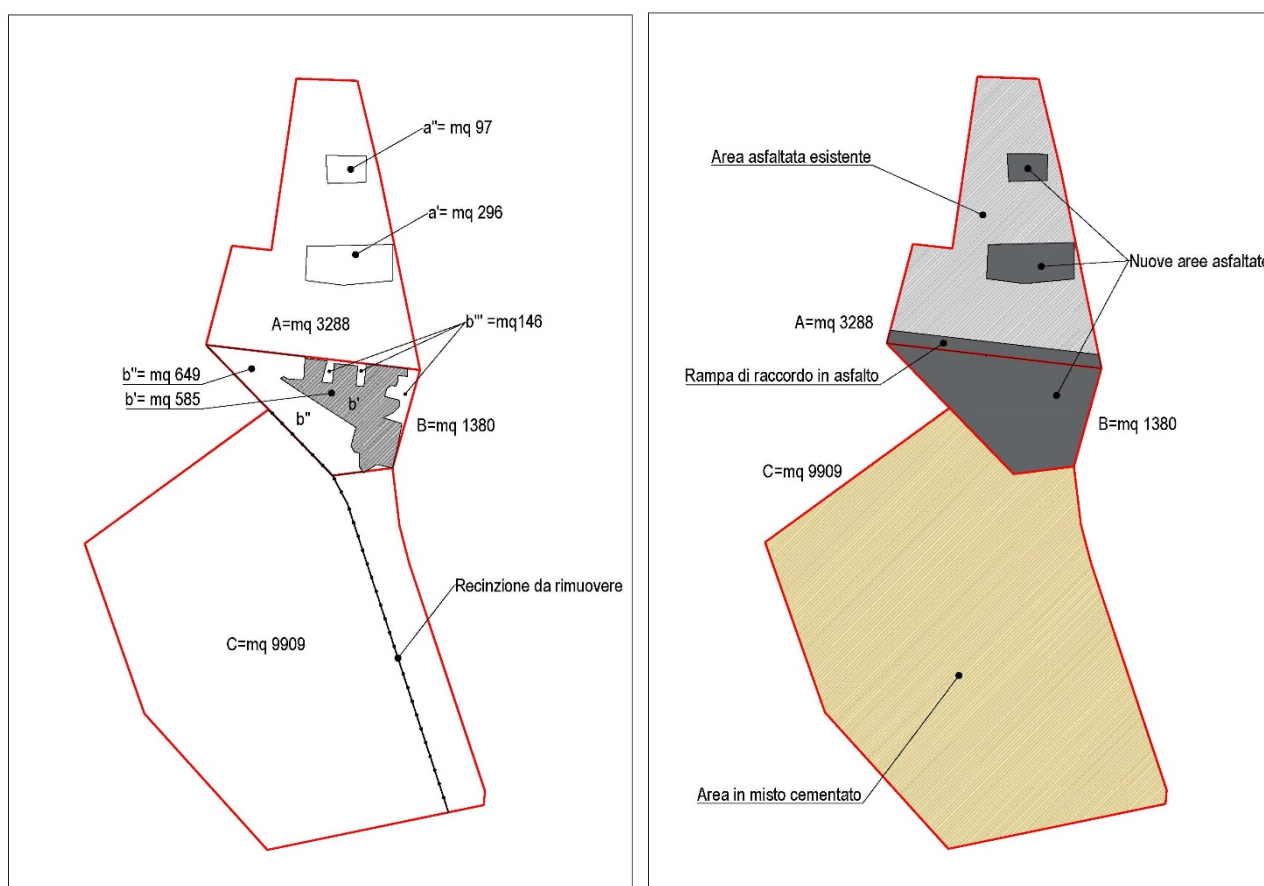 a''= mq 97
a'= mq 296
A=mq 3288
b''' =mq146
b''= mq 649
b'= mq 585
b'
b''
B=mq 1380
Recinzione da rimuovere
C=mq 9909
Area asfaltata esistente
Nuove aree asfaltate
A=mq 3288
Rampa di raccordo in asfalto
B=mq 1380
C=mq 9909
Area in misto cementato